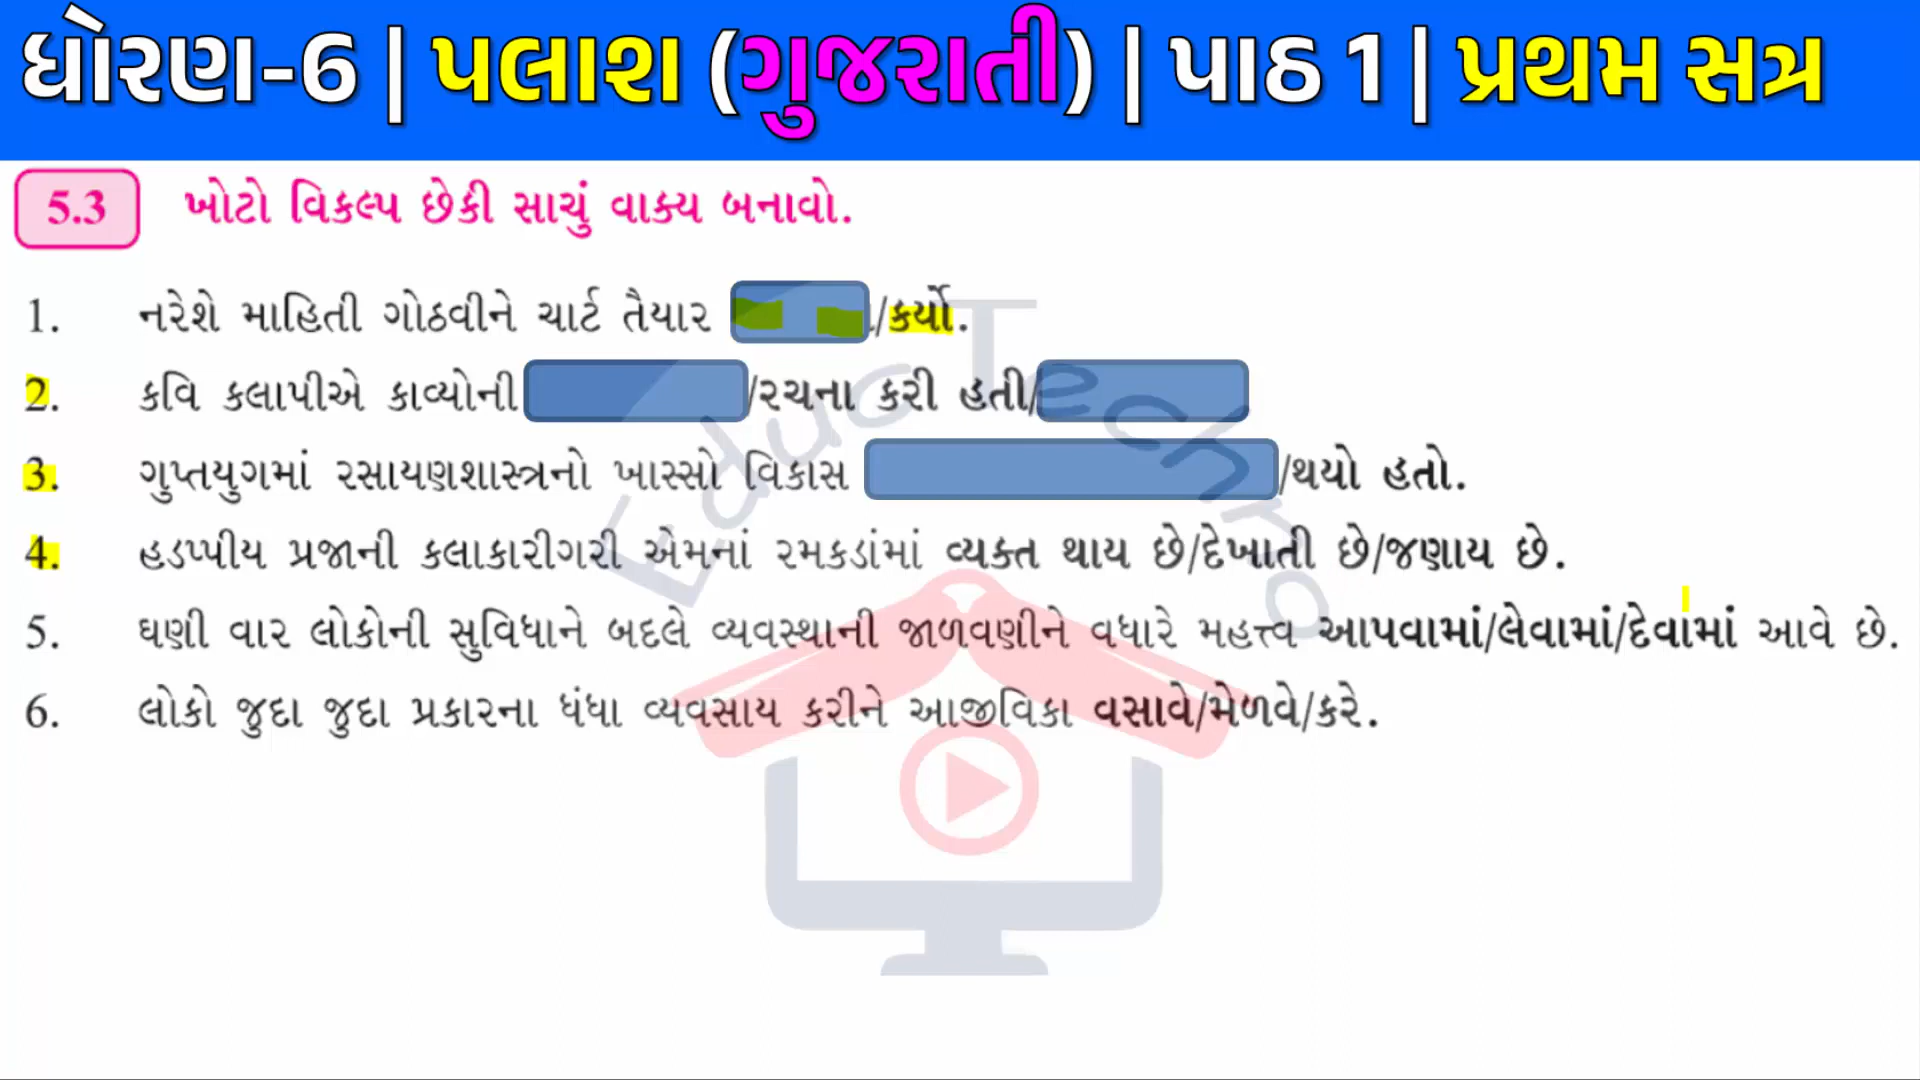 ધોરણ-6 | પલાશ (ગુજરાતી) | પાઠ 1 | પ્રથમ સત્ર
5.3 ખોટો વિકલ્પ છેકી સાચું વાક્ય બનાવો.
1. નરેશે માહિતી ગોઠવીને ચાર્ટ તૈયાર /કર્યો.
2. કવિ કલાપીએ કાવ્યોની /રચના કરી હતી/
3. ગુપ્તયુગમાં રસાયણશાસ્ત્રનો ખાસ્સો વિકાસ /થયો હતો.
4. હડપ્પીય પ્રજાની કલાકારીગરી એમનાં રમકડાંમાં વ્યક્ત થાય છે/દેખાતી છે/જણાય છે.
5. ઘણી વાર લોકોની સુવિધાને બદલે વ્યવસ્થાની જાળવણીને વધારે મહત્ત્વ આપવામાં/લેવામાં/દેવામાં આવે છે.
6. લોકો જુદા જુદા પ્રકારના ધંધા વ્યવસાય કરીને આજીવિકા વસાવે/મેળવે/કરે.
EducTechro